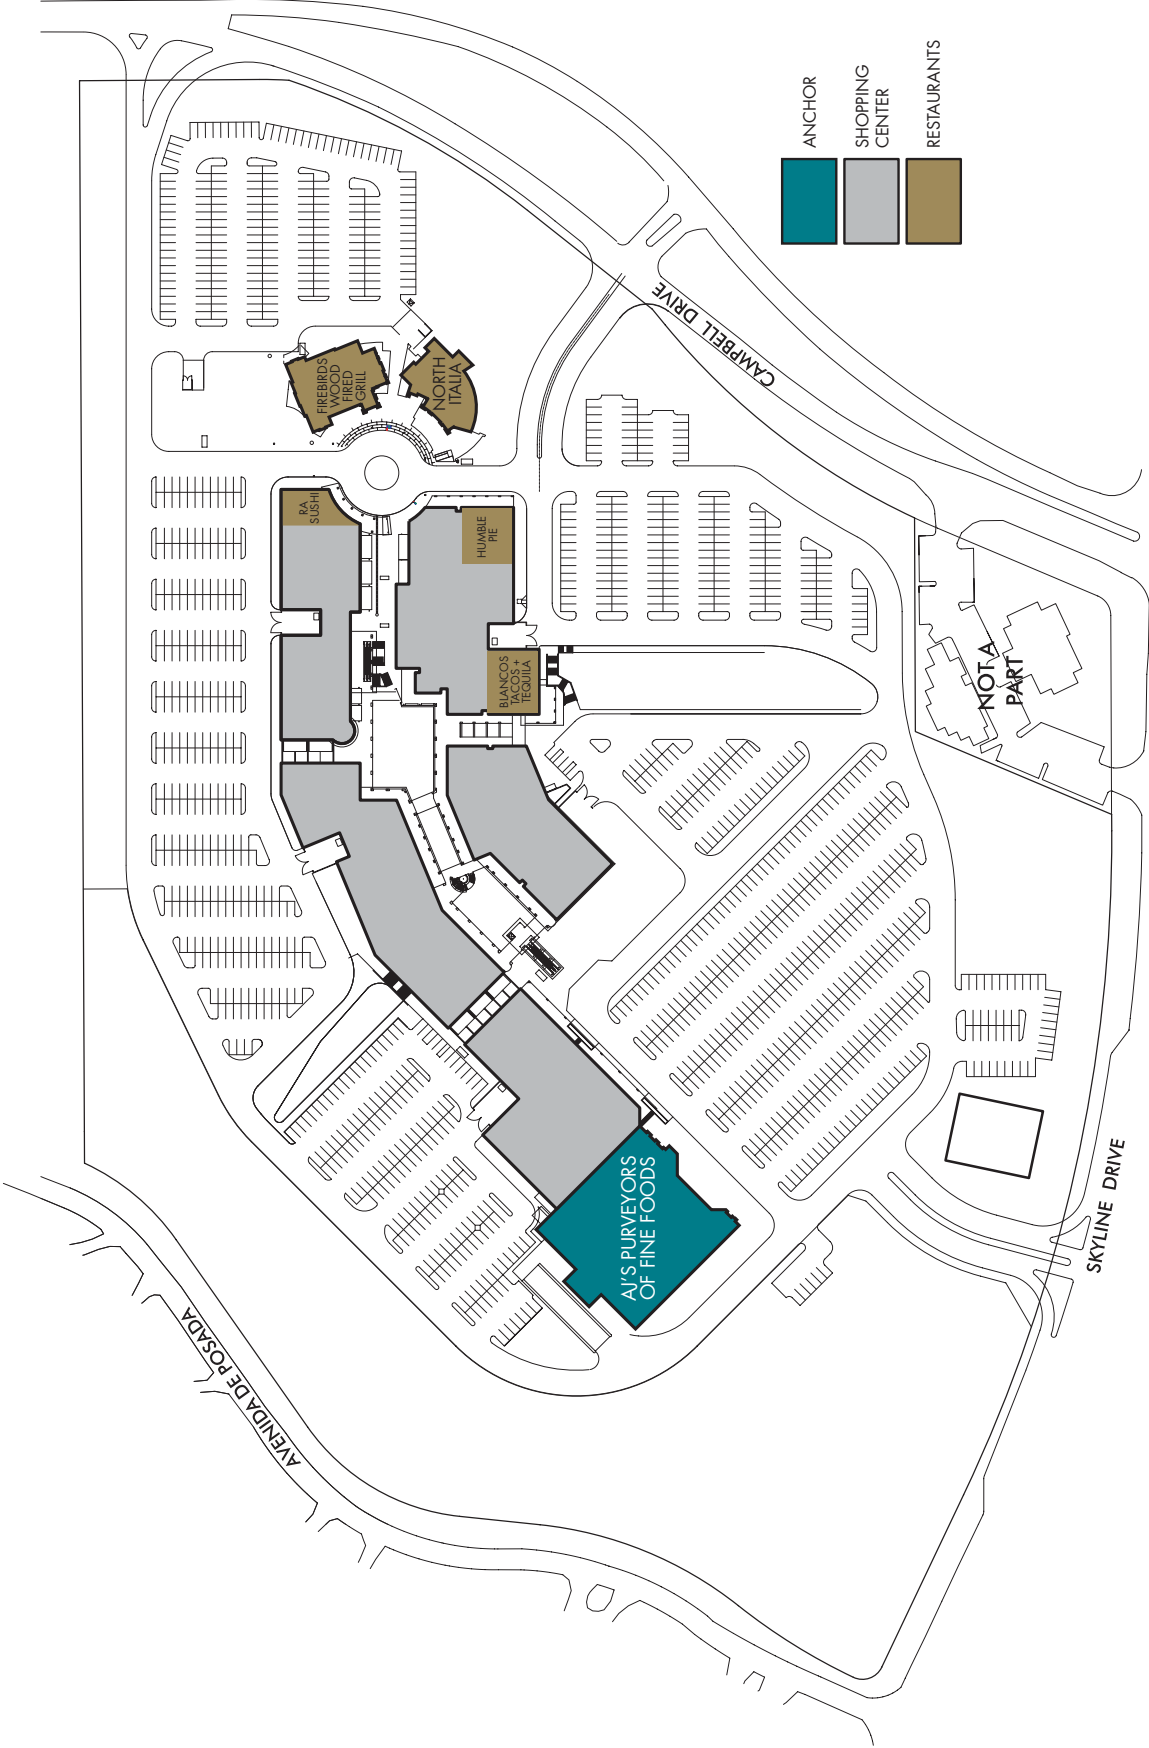 ANCHOR
SHOPPING
CENTER
RESTAURANTS
CAMPBELL DRIVE
FIREBIRDS
WOOD
FIRED
GRILL
NORTH
ITALIA
RA
SUSHI
HUMBLE
PIE
BLANCOS
TACOS +
TEQUILA
NOT A
PART
AJ'S PURVEYORS
OF FINE FOODS
SKYLINE DRIVE
AVENIDA DE POSADA